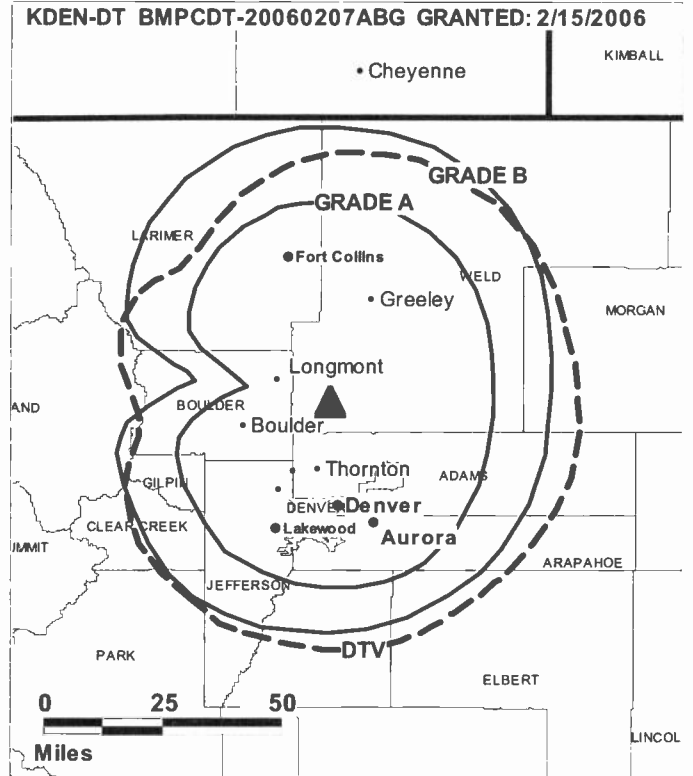 KDEN-DT BMPCDT-20060207ABG GRANTED: 2/15/2006
KIMBALL
Cheyenne
GRADE B
GRADE A
LARIMER
Fort Collins
WELD
Greeley
MORGAN
Longmont
AND
BOULDER
Boulder
Thornton
ADAMS
GILPIN
DENVER
Denver
CLEAR CREEK
Lakewood
Aurora
UMMIT
ARAPAHOE
JEFFERSON
DTV
PARK
ELBERT
0 25 50
LINCOL
Miles